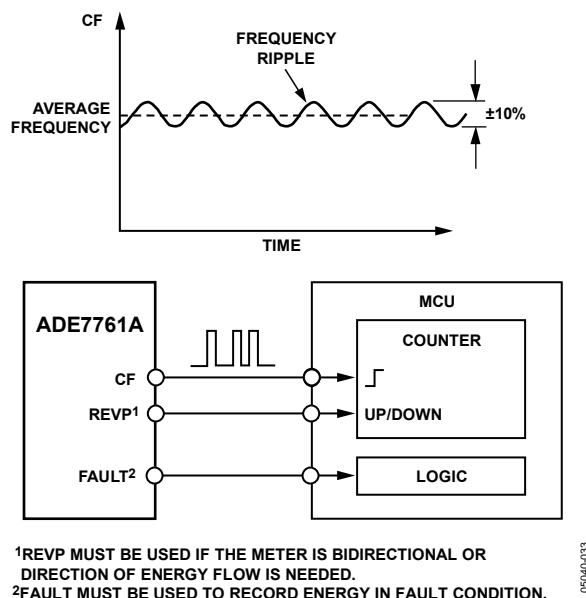 CF
FREQUENCY
RIPPLE
AVERAGE
FREQUENCY
±10%
TIME
ADE7761A
MCU
COUNTER
CF
REVP1
UP/DOWN
FAULT2
LOGIC
1REVP MUST BE USED IF THE METER IS BIDIRECTIONAL OR
DIRECTION OF ENERGY FLOW IS NEEDED.
2FAULT MUST BE USED TO RECORD ENERGY IN FAULT CONDITION.
05040-033